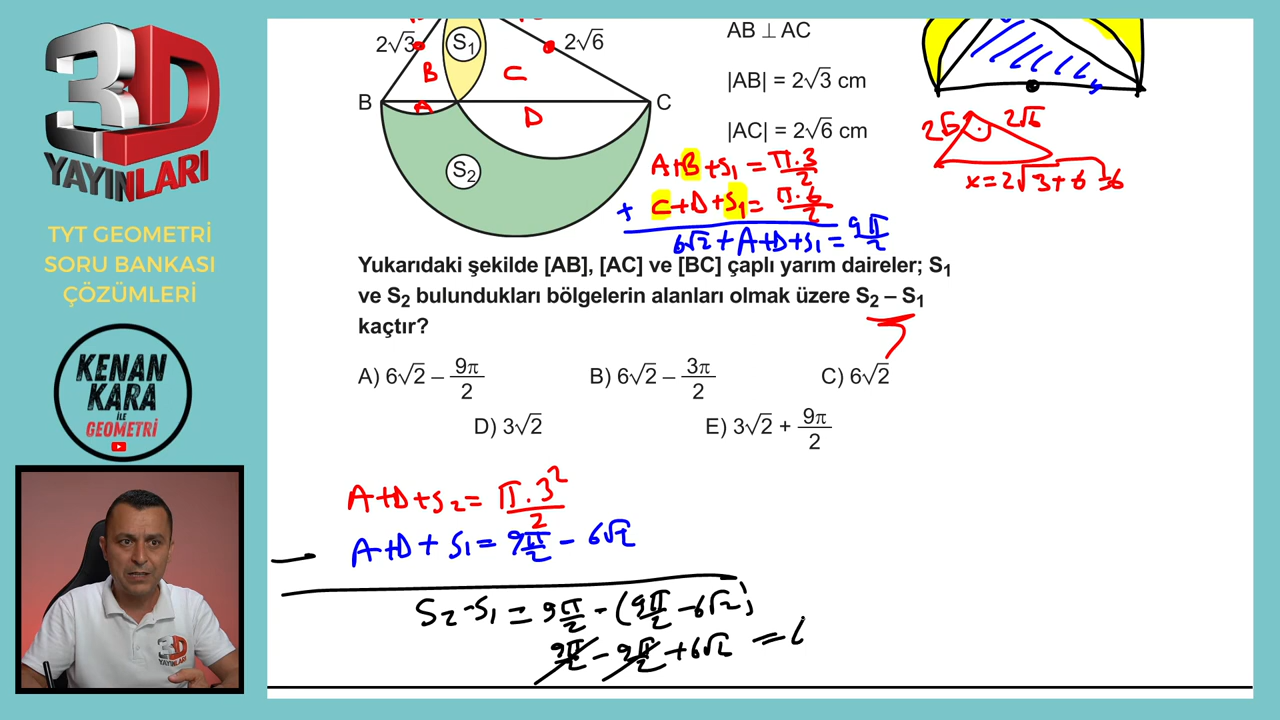 3D
YAYINLARI
TYT GEOMETRİ
SORU BANKASI
ÇÖZÜMLERİ
KENAN
KARA
İLE
GEOMETRİ
3D
YAYINLARI
2√3
S1
2√6
B
C
B
A
D
C
S2
AB ⊥ AC
|AB| = 2√3 cm
|AC| = 2√6 cm
A+B+S1 = π.3/2
+ C+D+S1 = π.6/2
6√2 + A+D+S1 = 9π/2
2√6
x = 2√3+6 = 6
Yukarıdaki şekilde [AB], [AC] ve [BC] çaplı yarım daireler; S1
ve S2 bulundukları bölgelerin alanları olmak üzere S2 – S1
kaçtır?
A) 6√2 – 9π/2
B) 6√2 – 3π/2
C) 6√2
D) 3√2
E) 3√2 + 9π/2
A+D+S2 = π.3²/2
A+D+S1 = 9π/2 – 6√2
S2-S1 = 9π/2 - (9π/2 - 6√2)
9π/2 - 9π/2 + 6√2 =